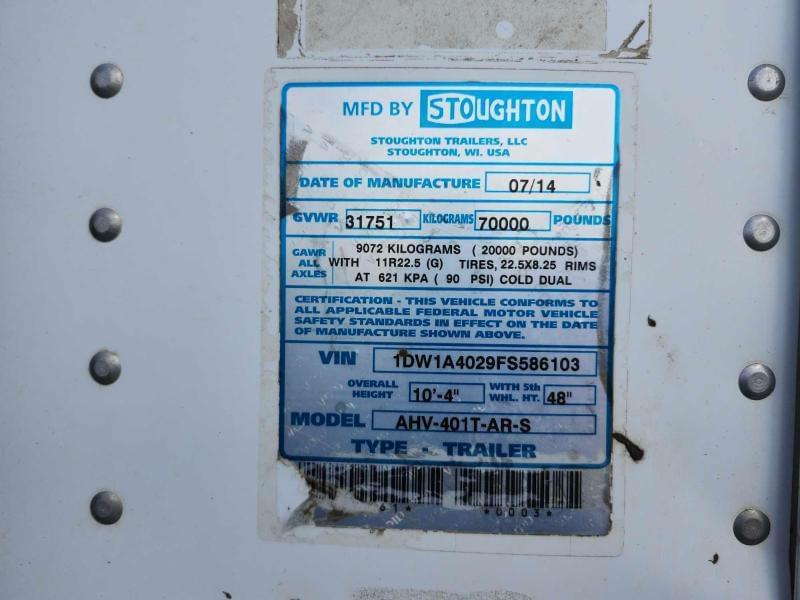 MFD BY STOUGHTON
STOUGHTON TRAILERS, LLC
STOUGHTON, WI. USA
DATE OF MANUFACTURE 07/14
GVWR 31751 KILOGRAMS 70000 POUNDS
GAWR ALL AXLES
9072 KILOGRAMS ( 20000 POUNDS)
WITH 11R22.5 (G) TIRES, 22.5X8.25 RIMS
AT 621 KPA ( 90 PSI) COLD DUAL
CERTIFICATION - THIS VEHICLE CONFORMS TO
ALL APPLICABLE FEDERAL MOTOR VEHICLE
SAFETY STANDARDS IN EFFECT ON THE DATE
OF MANUFACTURE SHOWN ABOVE.
VIN 1DW1A4029FS586103
OVERALL HEIGHT 10'-4" WITH 5th WHL. HT. 48"
MODEL AHV-401T-AR-S
TYPE - TRAILER
67* *0003*